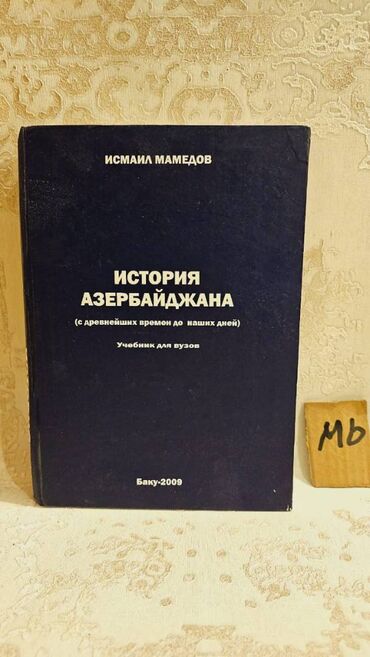 ИСМАИЛ МАМЕДОВ
ИСТОРИЯ
АЗЕРБАЙДЖАНА
(с древнейших времен до наших дней)
Учебник для вузов
Баку-2009
Mb